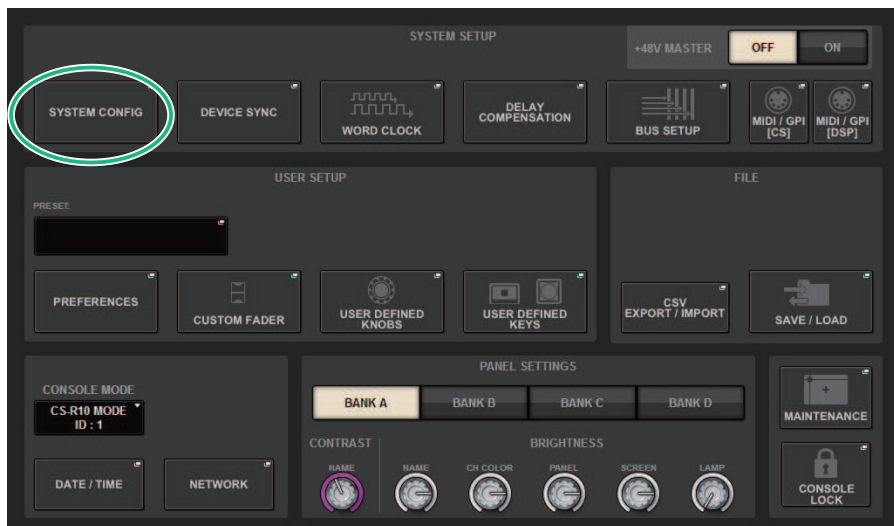 SYSTEM SETUP
+48V MASTER
OFF
ON
SYSTEM CONFIG
DEVICE SYNC
WORD CLOCK
DELAY
COMPENSATION
BUS SETUP
MIDI / GPI
[CS]
MIDI / GPI
[DSP]
USER SETUP
PRESET
PREFERENCES
CUSTOM FADER
USER DEFINED
KNOBS
USER DEFINED
KEYS
FILE
CSV
EXPORT / IMPORT
SAVE / LOAD
CONSOLE MODE
CS-R10 MODE
ID : 1
DATE / TIME
NETWORK
PANEL SETTINGS
BANK A
BANK B
BANK C
BANK D
CONTRAST
BRIGHTNESS
NAME
NAME
CH COLOR
PANEL
SCREEN
LAMP
MAINTENANCE
CONSOLE
LOCK